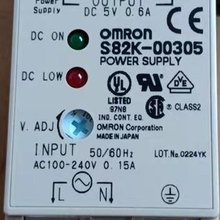 OUTPUT
DC 5V 0.6A
DC ON
OMRON
S82K-00305
POWER SUPPLY
DC LOW
UL
LISTED
97N8
IND. CONT. EQ.
CLASS2
V. ADJ
OMRON Corporation
MADE IN JAPAN
INPUT 50/60Hz
AC100-240V 0.15A
LOT.No.0224YK
L
N